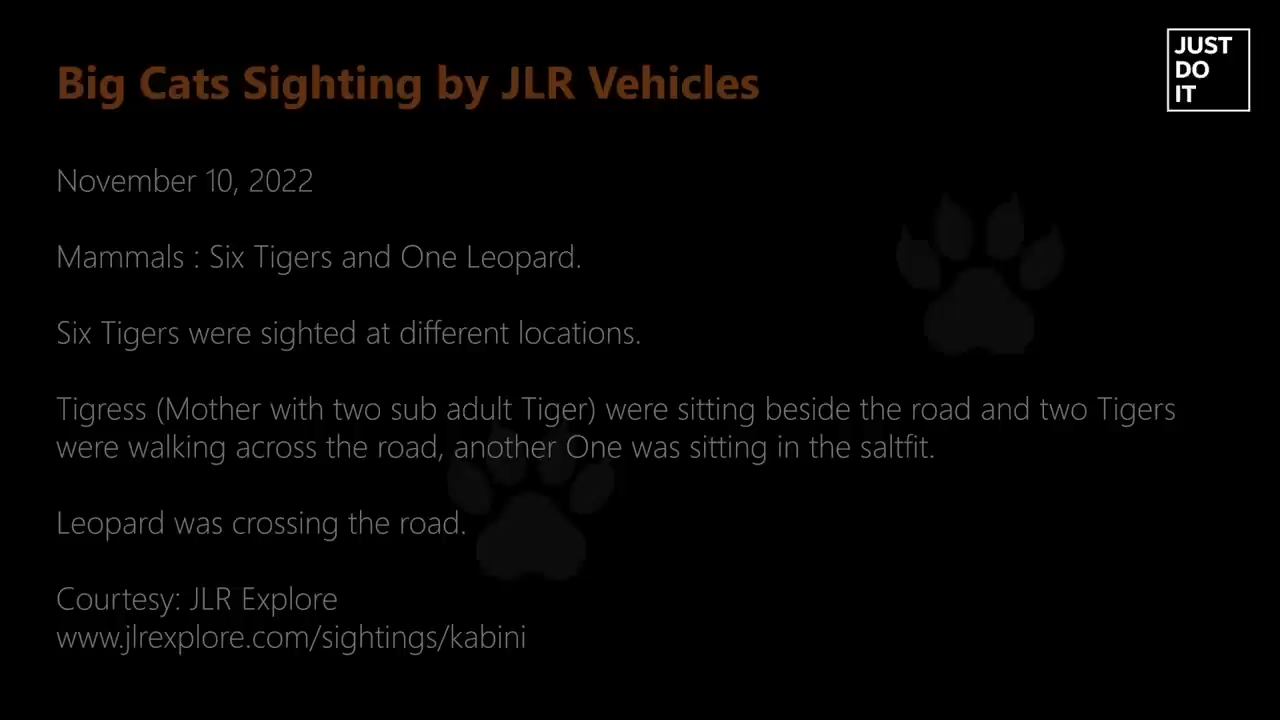 Big Cats Sighting by JLR Vehicles
JUST
DO
IT
November 10, 2022
Mammals : Six Tigers and One Leopard.
Six Tigers were sighted at different locations.
Tigress (Mother with two sub adult Tiger) were sitting beside the road and two Tigers
were walking across the road, another One was sitting in the saltfit.
Leopard was crossing the road.
Courtesy: JLR Explore
www.jlrexplore.com/sightings/kabini